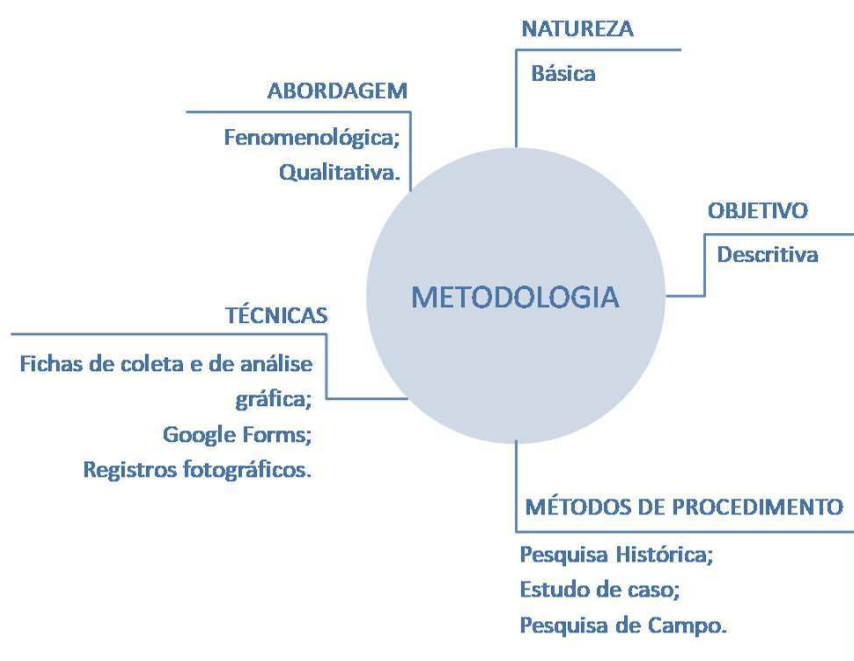 NATUREZA
Básica
ABORDAGEM
Fenomenológica;
Qualitativa.
OBJETIVO
Descritiva
METODOLOGIA
TÉCNICAS
Fichas de coleta e de análise
gráfica;
Google Forms;
Registros fotográficos.
MÉTODOS DE PROCEDIMENTO
Pesquisa Histórica;
Estudo de caso;
Pesquisa de Campo.